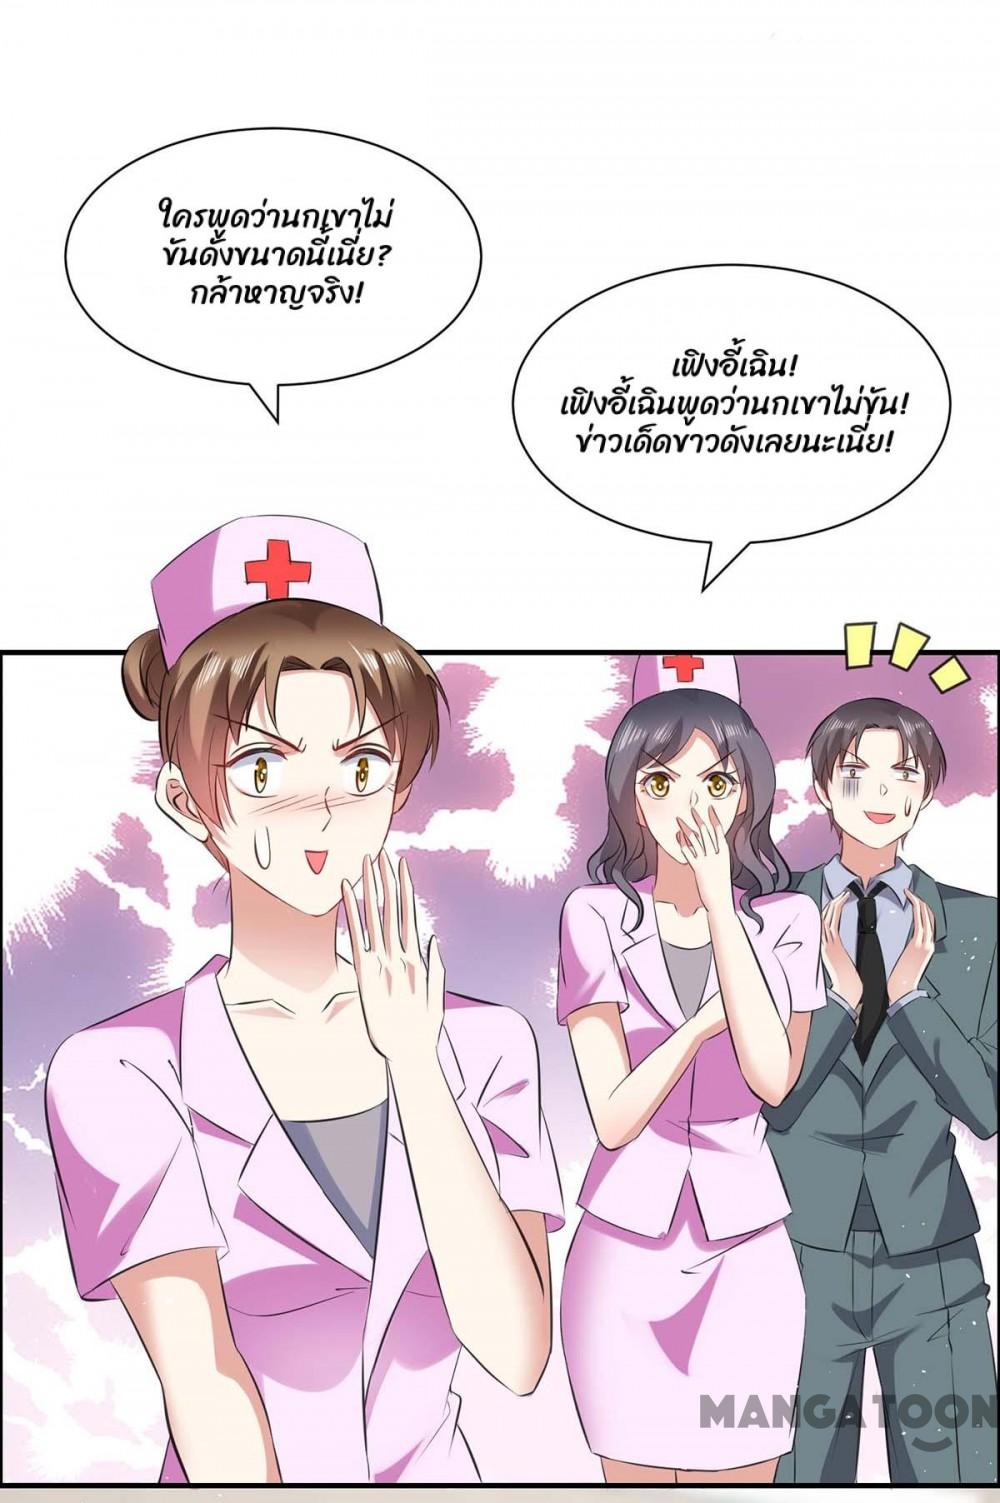 ใครพูดว่านกเขาไม่
ขันดังขนาดนี้เนี่ย?
กล้าหาญจริง!
เฟิงอี้เฉิน!
เฟิงอี้เฉินพูดว่านกเขาไม่ขัน!
ข่าวเด็ดขาวดังเลยนะเนี่ย!
MANGATOON